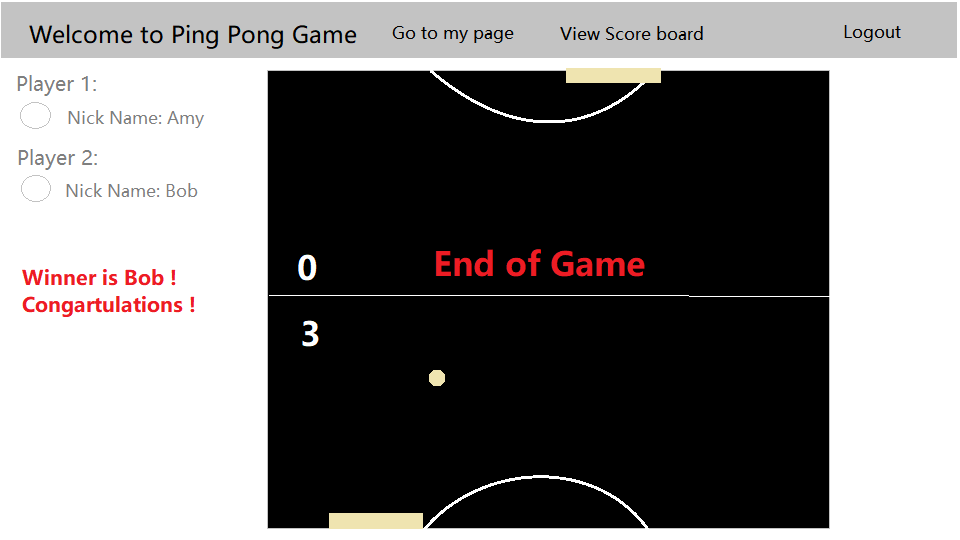 Welcome to Ping Pong Game
Go to my page
View Score board
Logout
Player 1:
Nick Name: Amy
Player 2:
Nick Name: Bob
Winner is Bob !
Congartulations !
0
End of Game
3